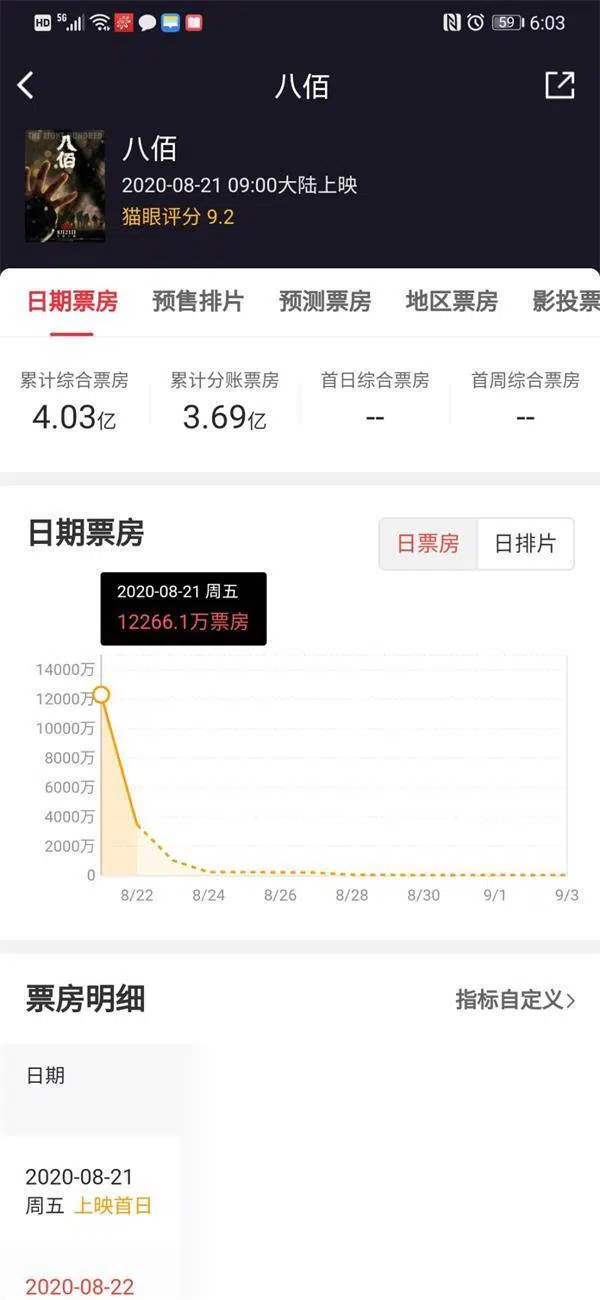 HD 5G 59 6:03
八佰
THE EIGHT HUNDRED
八佰
八佰
2020-08-21 09:00大陆上映
猫眼评分 9.2
日期票房 预售排片 预测票房 地区票房 影投票
累计综合票房 累计分账票房 首日综合票房 首周综合票房
4.03亿 3.69亿 -- --
日期票房
日票房 日排片
2020-08-21 周五
12266.1万票房
14000万
12000万
10000万
8000万
6000万
4000万
2000万
0
8/22 8/24 8/26 8/28 8/30 9/1 9/3
票房明细
指标自定义
日期
2020-08-21
周五 上映首日
2020-08-22